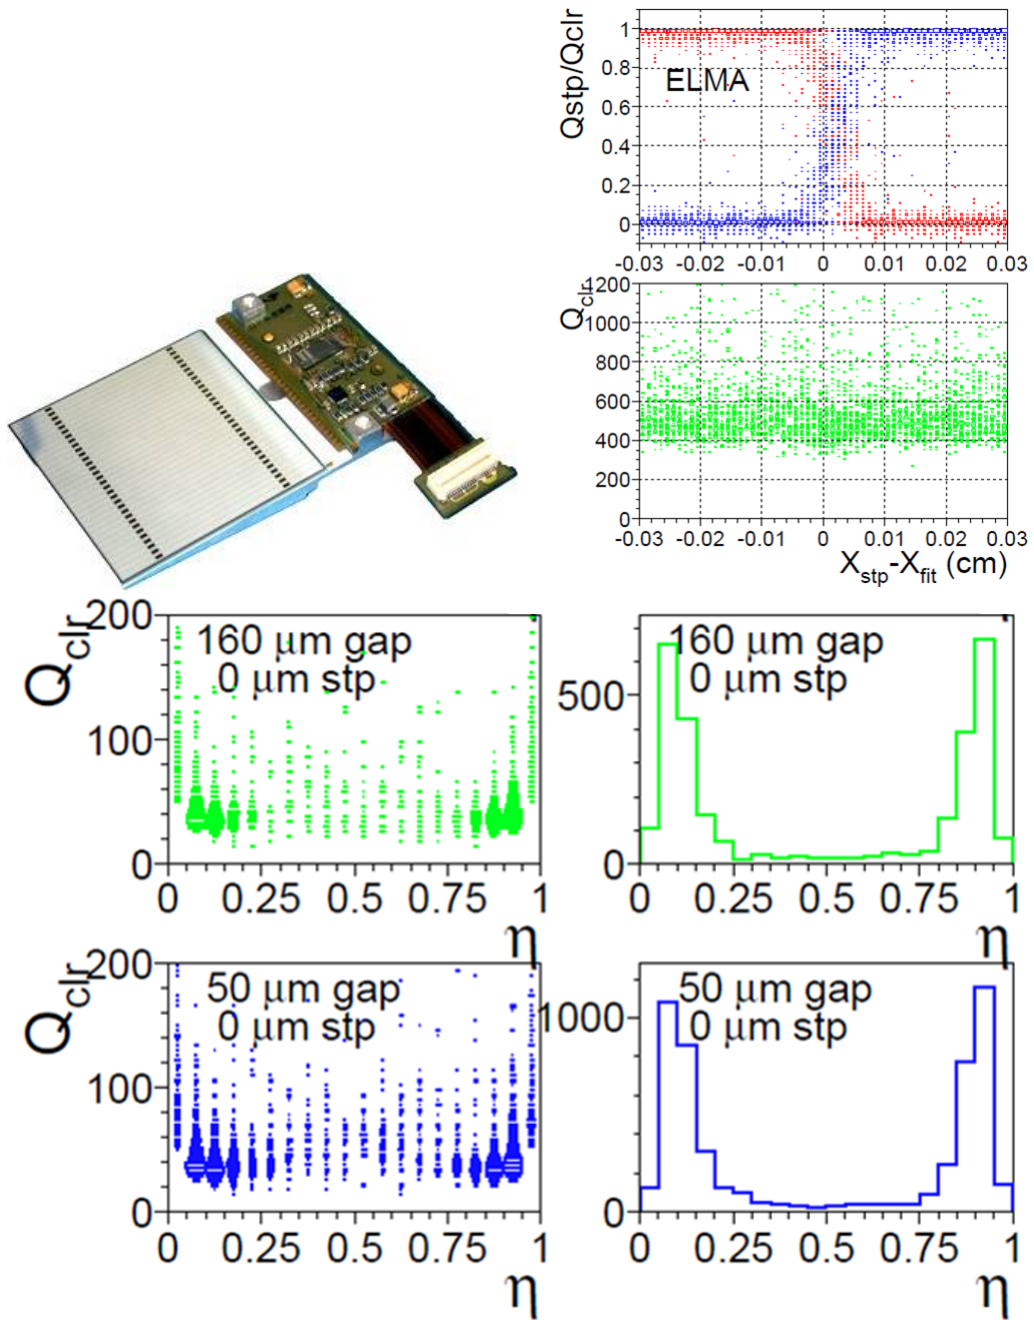 Qstp/Qclr
1
0.8
0.6
0.4
0.2
0
ELMA
-0.03 -0.02 -0.01 0 0.01 0.02 0.03
Qclr
1200
1000
800
600
400
200
0
-0.03 -0.02 -0.01 0 0.01 0.02 0.03
Xstp-Xfit (cm)
Qclr
200
100
0
160 μm gap
0 μm stp
0 0.25 0.5 0.75 1
η
500
0
160 μm gap
0 μm stp
0 0.25 0.5 0.75 1
η
Qclr
200
100
0
50 μm gap
0 μm stp
0 0.25 0.5 0.75 1
η
1000
0
50 μm gap
0 μm stp
0 0.25 0.5 0.75 1
η